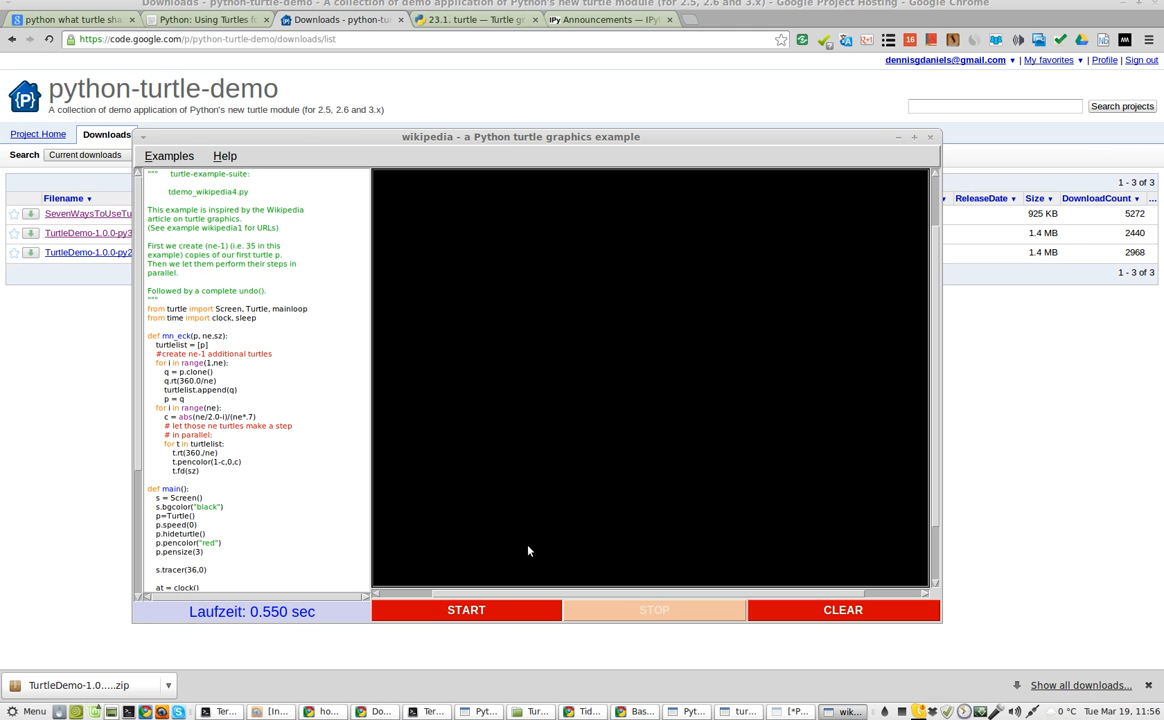 Downloads - python-turtle-demo - A collection of demo application of Python's new turtle module (for 2.5, 2.6 and 3.x) - Google Project Hosting - Google Chrome
python what turtle sha
Python: Using Turtles fo
Downloads - python-tur
23.1. turtle — Turtle gr
IPy Announcements — IPy
https://code.google.com/p/python-turtle-demo/downloads/list
dennisgdaniels@gmail.com | My favorites | Profile | Sign out
python-turtle-demo
A collection of demo application of Python's new turtle module (for 2.5, 2.6 and 3.x)
Search projects
Project Home
Downloads
Search
Current downloads
1 - 3 of 3
Filename
ReleaseDate
Size
DownloadCount
...
SevenWaysToUseTu
925 KB
5272
TurtleDemo-1.0.0-py3
1.4 MB
2440
TurtleDemo-1.0.0-py2
1.4 MB
2968
1 - 3 of 3
wikipedia - a Python turtle graphics example
Examples
Help
""" turtle-example-suite:
tdemo_wikipedia4.py
This example is inspired by the Wikipedia
article on turtle graphics.
(See example wikipedia1 for URLs)
First we create (ne-1) (i.e. 35 in this
example) copies of our first turtle p.
Then we let them perform their steps in
parallel.
Followed by a complete undo().
"""
from turtle import Screen, Turtle, mainloop
from time import clock, sleep
def mn_eck(p, ne,sz):
turtlelist = [p]
#create ne-1 additional turtles
for i in range(1,ne):
q = p.clone()
q.rt(360.0/ne)
turtlelist.append(q)
p = q
for i in range(ne):
c = abs(ne/2.0-i)/(ne*.7)
# let those ne turtles make a step
# in parallel:
for t in turtlelist:
t.rt(360./ne)
t.pencolor(1-c,0,c)
t.fd(sz)
def main():
s = Screen()
s.bgcolor("black")
p=Turtle()
p.speed(0)
p.hideturtle()
p.pencolor("red")
p.pensize(3)
s.tracer(36,0)
at = clock()
Laufzeit: 0.550 sec
START
STOP
CLEAR
TurtleDemo-1.0.....zip
Show all downloads...
Menu
Ter...
[In...
ho...
Do...
Ter...
Pyt...
Tur...
Tid...
Bas...
Pyt...
tur...
[*P...
wik...
0 °C
Tue Mar 19, 11:56